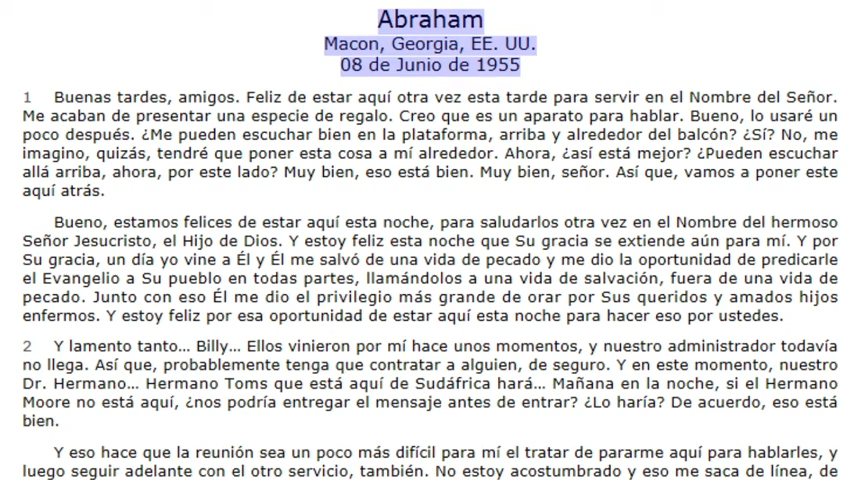 Abraham
Macon, Georgia, EE. UU.
08 de Junio de 1955
1 Buenas tardes, amigos. Feliz de estar aquí otra vez esta tarde para servir en el Nombre del Señor.
Me acaban de presentar una especie de regalo. Creo que es un aparato para hablar. Bueno, lo usaré un
poco después. ¿Me pueden escuchar bien en la plataforma, arriba y alrededor del balcón? ¿Sí? No, me
imagino, quizás, tendré que poner esta cosa a mí alrededor. Ahora, ¿así está mejor? ¿Pueden escuchar
allá arriba, ahora, por este lado? Muy bien, eso está bien. Muy bien, señor. Así que, vamos a poner este
aquí atrás.
Bueno, estamos felices de estar aquí esta noche, para saludarlos otra vez en el Nombre del hermoso
Señor Jesucristo, el Hijo de Dios. Y estoy feliz esta noche que Su gracia se extiende aún para mí. Y por
Su gracia, un día yo vine a Él y Él me salvó de una vida de pecado y me dio la oportunidad de predicarle
el Evangelio a Su pueblo en todas partes, llamándolos a una vida de salvación, fuera de una vida de
pecado. Junto con eso Él me dio el privilegio más grande de orar por Sus queridos y amados hijos
enfermos. Y estoy feliz por esa oportunidad de estar aquí esta noche para hacer eso por ustedes.
2 Y lamento tanto... Billy... Ellos vinieron por mí hace unos momentos, y nuestro administrador todavía
no llega. Así que, probablemente tenga que contratar a alguien, de seguro. Y en este momento, nuestro
Dr. Hermano... Hermano Toms que está aquí de Sudáfrica hará... Mañana en la noche, si el Hermano
Moore no está aquí, ¿nos podría entregar el mensaje antes de entrar? ¿Lo haría? De acuerdo, eso está
bien.
Y eso hace que la reunión sea un poco más difícil para mí el tratar de pararme aquí para hablarles, y
luego seguir adelante con el otro servicio, también. No estoy acostumbrado y eso me saca de línea, de